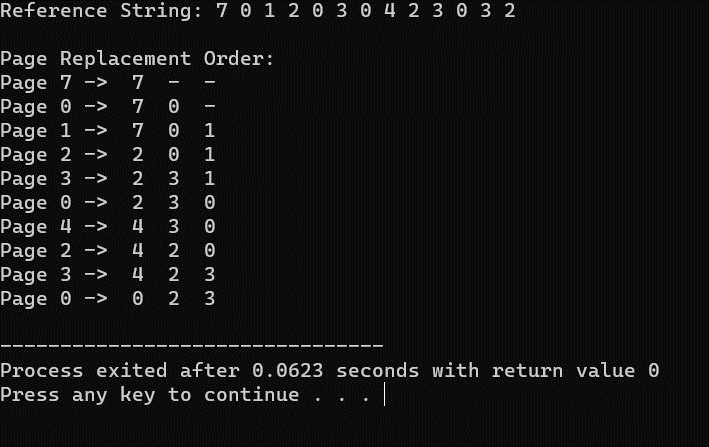 Reference String: 7 0 1 2 0 3 0 4 2 3 0 3 2
Page Replacement Order:
Page 7 -> 7 - -
Page 0 -> 7 0 -
Page 1 -> 7 0 1
Page 2 -> 2 0 1
Page 3 -> 2 3 1
Page 0 -> 2 3 0
Page 4 -> 4 3 0
Page 2 -> 4 2 0
Page 3 -> 4 2 3
Page 0 -> 0 2 3
--------------------------------
Process exited after 0.0623 seconds with return value 0
Press any key to continue . . .